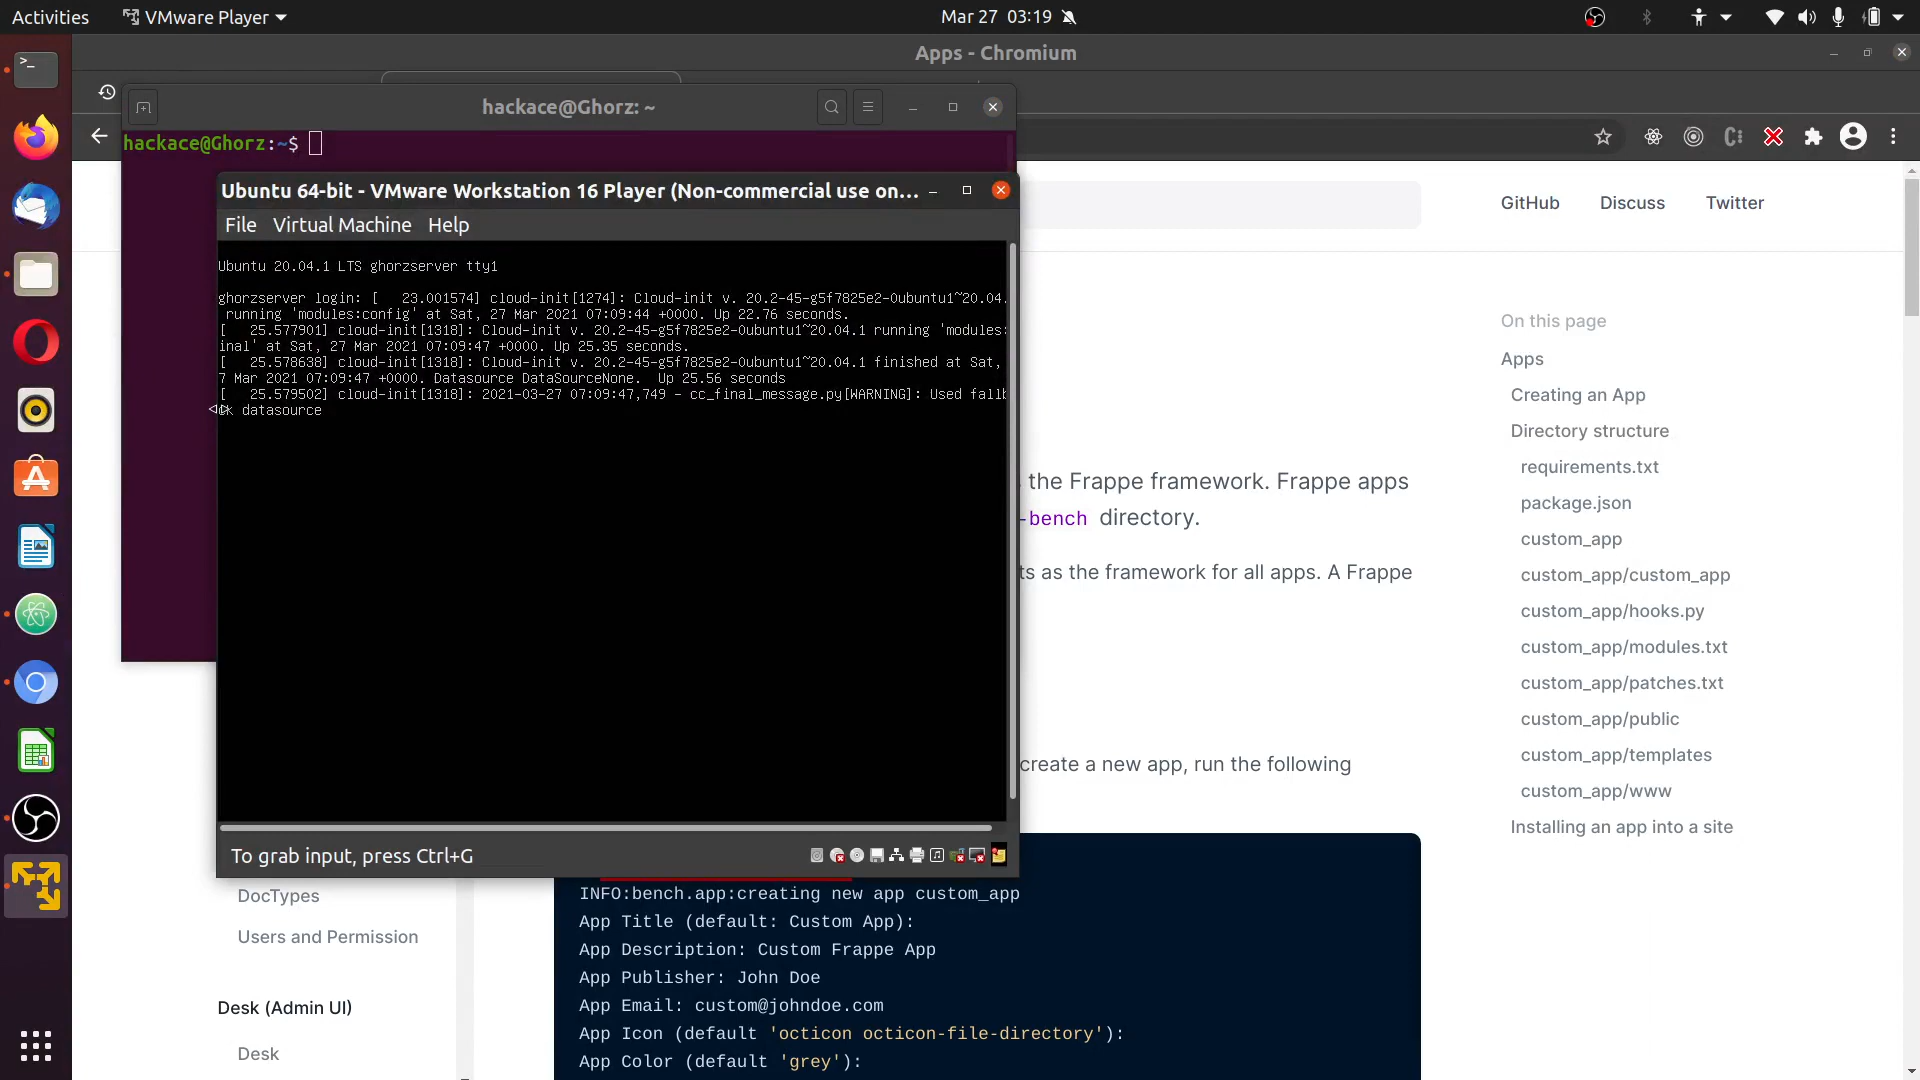 Activities VMware Player Mar 27 03:19
Apps - Chromium
hackace@Ghorz: ~
hackace@Ghorz:~$
Ubuntu 64-bit - VMware Workstation 16 Player (Non-commercial use on...
File Virtual Machine Help
Ubuntu 20.04.1 LTS ghorzserver tty1
ghorzserver login: [   23.001574] cloud-init[1274]: Cloud-init v. 20.2-45-g5f7825e2-0ubuntu1~20.04.
running 'modules:config' at Sat, 27 Mar 2021 07:09:44 +0000. Up 22.76 seconds.
[   25.577901] cloud-init[1318]: Cloud-init v. 20.2-45-g5f7825e2-0ubuntu1~20.04.1 running 'modules:
inal' at Sat, 27 Mar 2021 07:09:47 +0000. Up 25.35 seconds.
[   25.578638] cloud-init[1318]: Cloud-init v. 20.2-45-g5f7825e2-0ubuntu1~20.04.1 finished at Sat,
7 Mar 2021 07:09:47 +0000. Datasource DataSourceNone.  Up 25.56 seconds
[   25.579502] cloud-init[1318]: 2021-03-27 07:09:47,749 - cc_final_message.py[WARNING]: Used fallb
ck datasource
To grab input, press Ctrl+G
GitHub Discuss Twitter
the Frappe framework. Frappe apps
-bench directory.
ts as the framework for all apps. A Frappe
create a new app, run the following
INFO:bench.app:creating new app custom_app
App Title (default: Custom App):
App Description: Custom Frappe App
App Publisher: John Doe
App Email: custom@johndoe.com
App Icon (default 'octicon octicon-file-directory'):
App Color (default 'grey'):
DocTypes
Users and Permission
Desk (Admin UI)
Desk
On this page
Apps
Creating an App
Directory structure
requirements.txt
package.json
custom_app
custom_app/custom_app
custom_app/hooks.py
custom_app/modules.txt
custom_app/patches.txt
custom_app/public
custom_app/templates
custom_app/www
Installing an app into a site